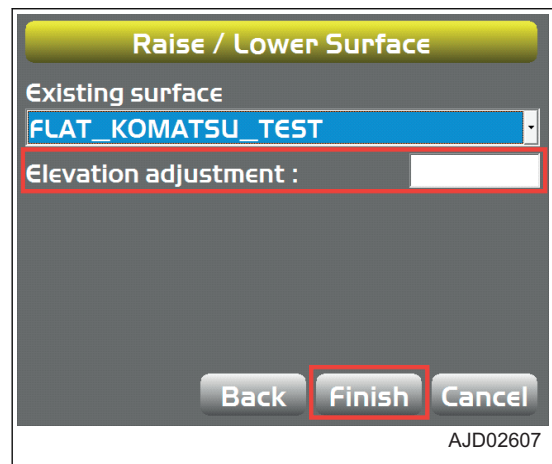 Raise / Lower Surface
Existing surface
FLAT_KOMATSU_TEST
Elevation adjustment :
Back Finish Cancel
AJD02607